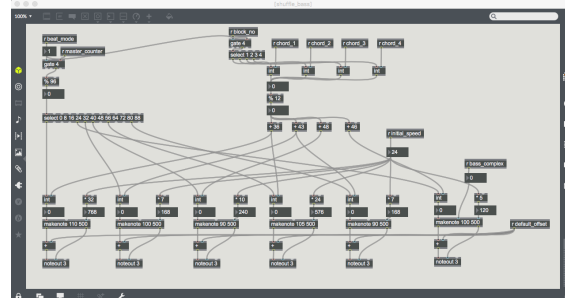 [shuffle_bass]
100%
r beat_mode
r block_no
1
r master_counter
gate 4
r chord_1
r chord_2
r chord_3
r chord_4
gate 4
select 1 2 3 4
int
int
int
int
% 96
0
0
% 12
0
select 0 8 16 24 32 40 48 56 64 72 80 88
+ 36
+ 43
+ 48
+ 46
r initial_speed
24
r bass_complex
0
int
* 32
int
* 7
int
* 10
int
* 24
int
* 7
int
* 5
0
768
0
168
0
240
0
576
0
168
0
120
makenote 110 500
makenote 100 500
makenote 90 500
makenote 105 500
makenote 90 500
makenote 100 500
r default_offset
+
+
+
+
+
+
noteout 3
noteout 3
noteout 3
noteout 3
noteout 3
noteout 3